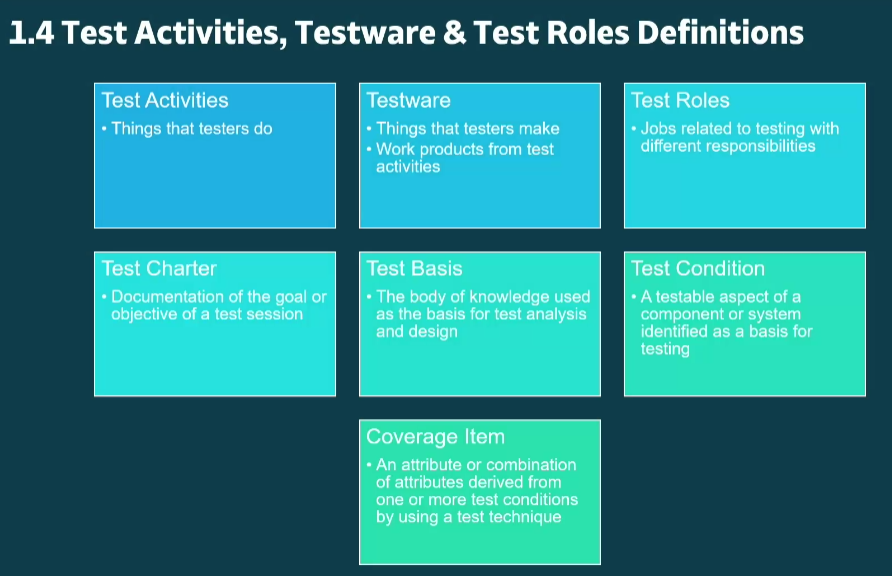 1.4 Test Activities, Testware & Test Roles Definitions
Test Activities
• Things that testers do
Testware
• Things that testers make
• Work products from test
activities
Test Roles
• Jobs related to testing with
different responsibilities
Test Charter
• Documentation of the goal or
objective of a test session
Test Basis
• The body of knowledge used
as the basis for test analysis
and design
Test Condition
• A testable aspect of a
component or system
identified as a basis for
testing
Coverage Item
• An attribute or combination
of attributes derived from
one or more test conditions
by using a test technique